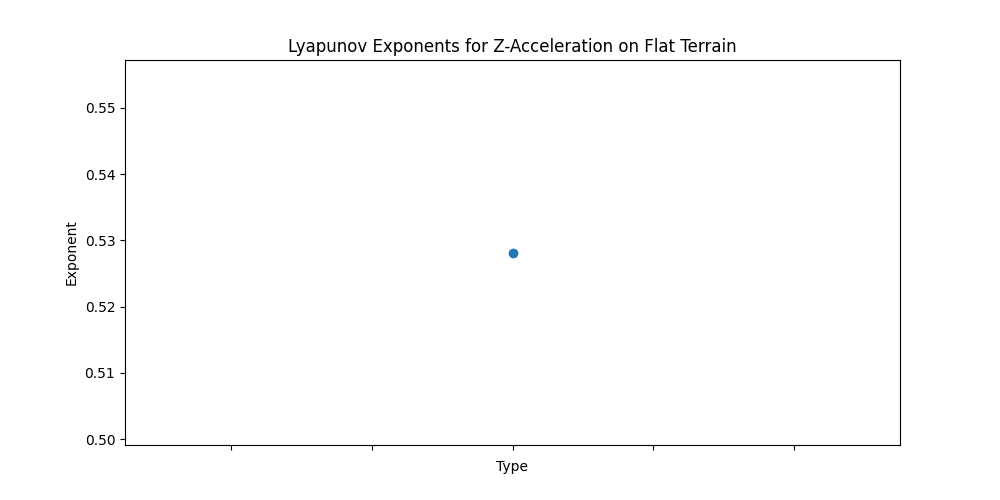 Lyapunov Exponents for Z-Acceleration on Flat Terrain
0.55
0.54
0.53
0.52
0.51
0.50
Exponent
Type